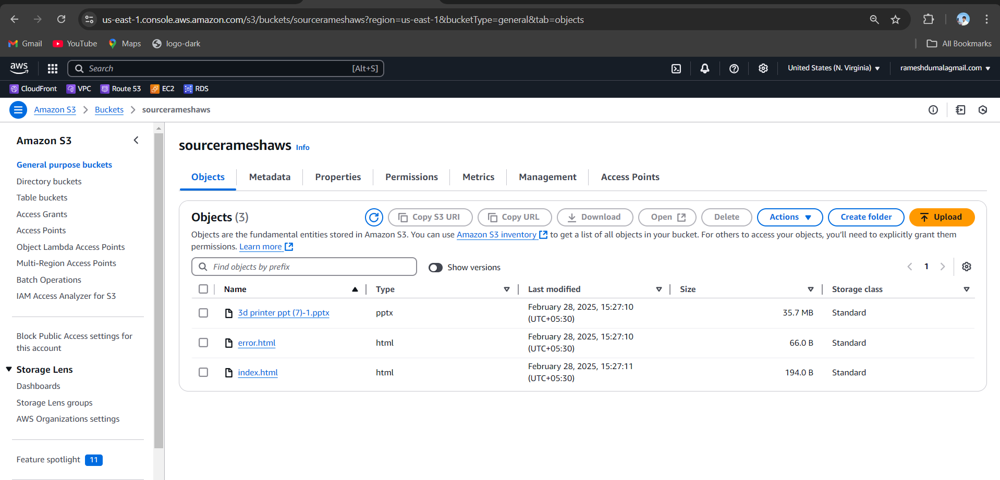 us-east-1.console.aws.amazon.com/s3/buckets/sourcerameshaws?region=us-east-1&bucketType=general&tab=objects
Gmail YouTube Maps logo-dark All Bookmarks
aws Search [Alt+S] United States (N. Virginia) rameshdumalagmail.com
CloudFront VPC Route 53 EC2 RDS
Amazon S3 Buckets sourcerameshaws
Amazon S3
General purpose buckets
Directory buckets
Table buckets
Access Grants
Access Points
Object Lambda Access Points
Multi-Region Access Points
Batch Operations
IAM Access Analyzer for S3
Block Public Access settings for
this account
Storage Lens
Dashboards
Storage Lens groups
AWS Organizations settings
Feature spotlight 11
sourcerameshaws Info
Objects Metadata Properties Permissions Metrics Management Access Points
Objects (3) Copy S3 URI Copy URL Download Open Delete Actions Create folder Upload
Objects are the fundamental entities stored in Amazon S3. You can use Amazon S3 inventory to get a list of all objects in your bucket. For others to access your objects, you'll need to explicitly grant them
permissions. Learn more
Find objects by prefix Show versions 1
Name Type Last modified Size Storage class
3d printer ppt (7)-1.pptx pptx February 28, 2025, 15:27:10 (UTC+05:30) 35.7 MB Standard
error.html html February 28, 2025, 15:27:10 (UTC+05:30) 66.0 B Standard
index.html html February 28, 2025, 15:27:11 (UTC+05:30) 194.0 B Standard